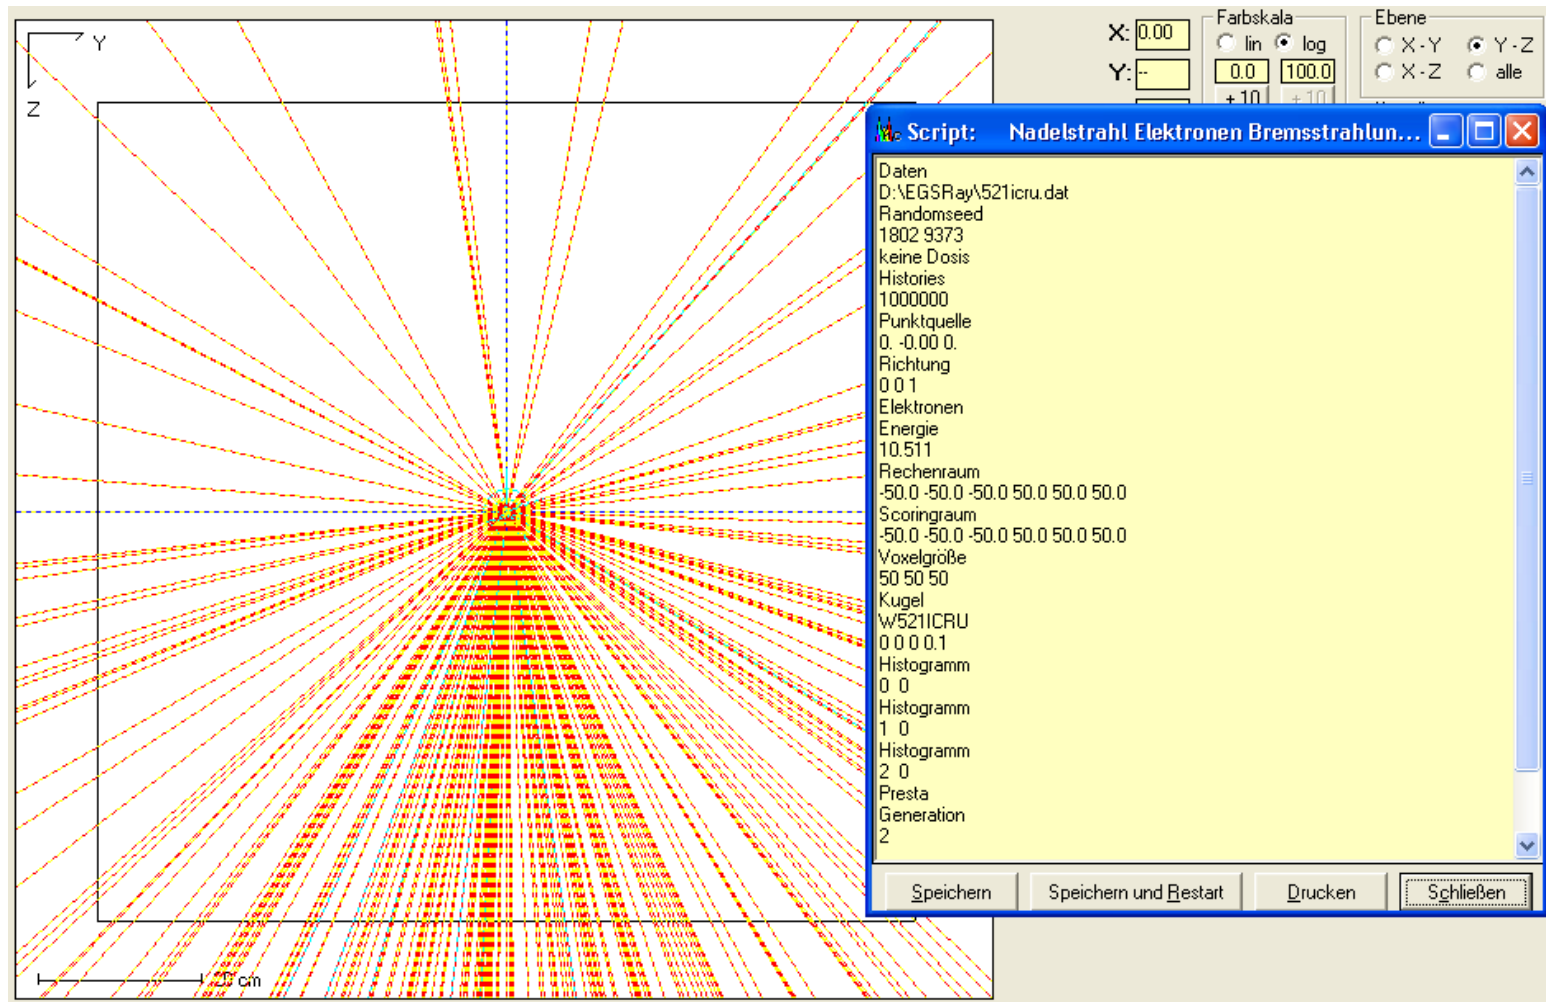 Y
Z
20 cm
X: 0.00
Y: --
Farbskala
lin log
0.0 100.0
+10 +10
Ebene
X-Y Y-Z
X-Z alle
Script: Nadelstrahl Elektronen Bremsstrahlun...
Daten
D:\EGSRay\521icru.dat
Randomseed
1802 9373
keine Dosis
Histories
1000000
Punktquelle
0. -0.00 0.
Richtung
0 0 1
Elektronen
Energie
10.511
Rechenraum
-50.0 -50.0 -50.0 50.0 50.0 50.0
Scoringraum
-50.0 -50.0 -50.0 50.0 50.0 50.0
Voxelgröße
50 50 50
Kugel
W521ICRU
0 0 0 0.1
Histogramm
0 0
Histogramm
1 0
Histogramm
2 0
Presta
Generation
2
Speichern
Speichern und Restart
Drucken
Schließen